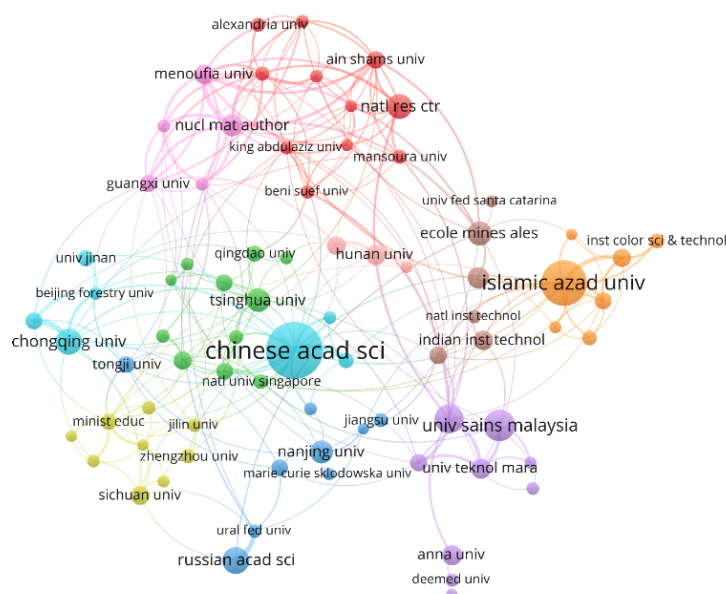 alexandria univ
ain shams univ
menoufia univ
natl res ctr
nucl mat author
king abdulaziz univ
mansoura univ
guangxi univ
beni suef univ
univ fed santa catarina
ecole mines ales
inst color sci & technol
qingdao univ
hunan univ
univ jinan
islamic azad univ
beijing forestry univ
tsinghua univ
natl inst technol
chongqing univ
chinese acad sci
indian inst technol
tongji univ
natl univ singapore
minist educ
jilin univ
jiangsu univ
univ sains malaysia
nanjing univ
zhengzhou univ
marie curie sklodowska univ
univ teknol mara
sichuan univ
ural fed univ
russian acad sci
anna univ
deemed univ